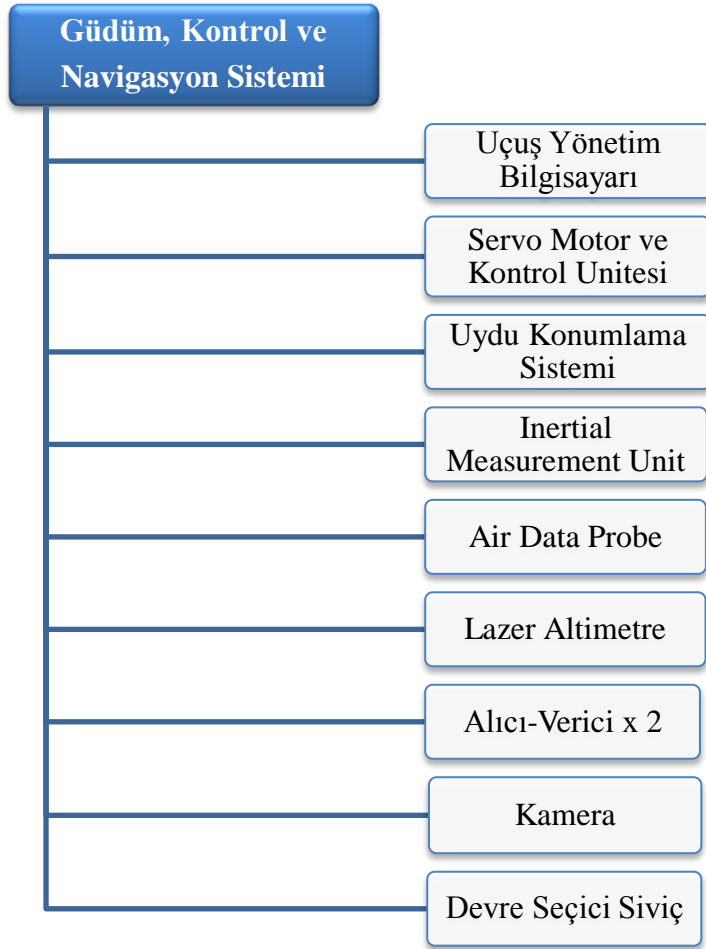 Güdüm, Kontrol ve
Navigasyon Sistemi
Uçuş Yönetim
Bilgisayarı
Servo Motor ve
Kontrol Unitesi
Uydu Konumlama
Sistemi
Inertial
Measurement Unit
Air Data Probe
Lazer Altimetre
Alıcı-Verici x 2
Kamera
Devre Seçici Siviç